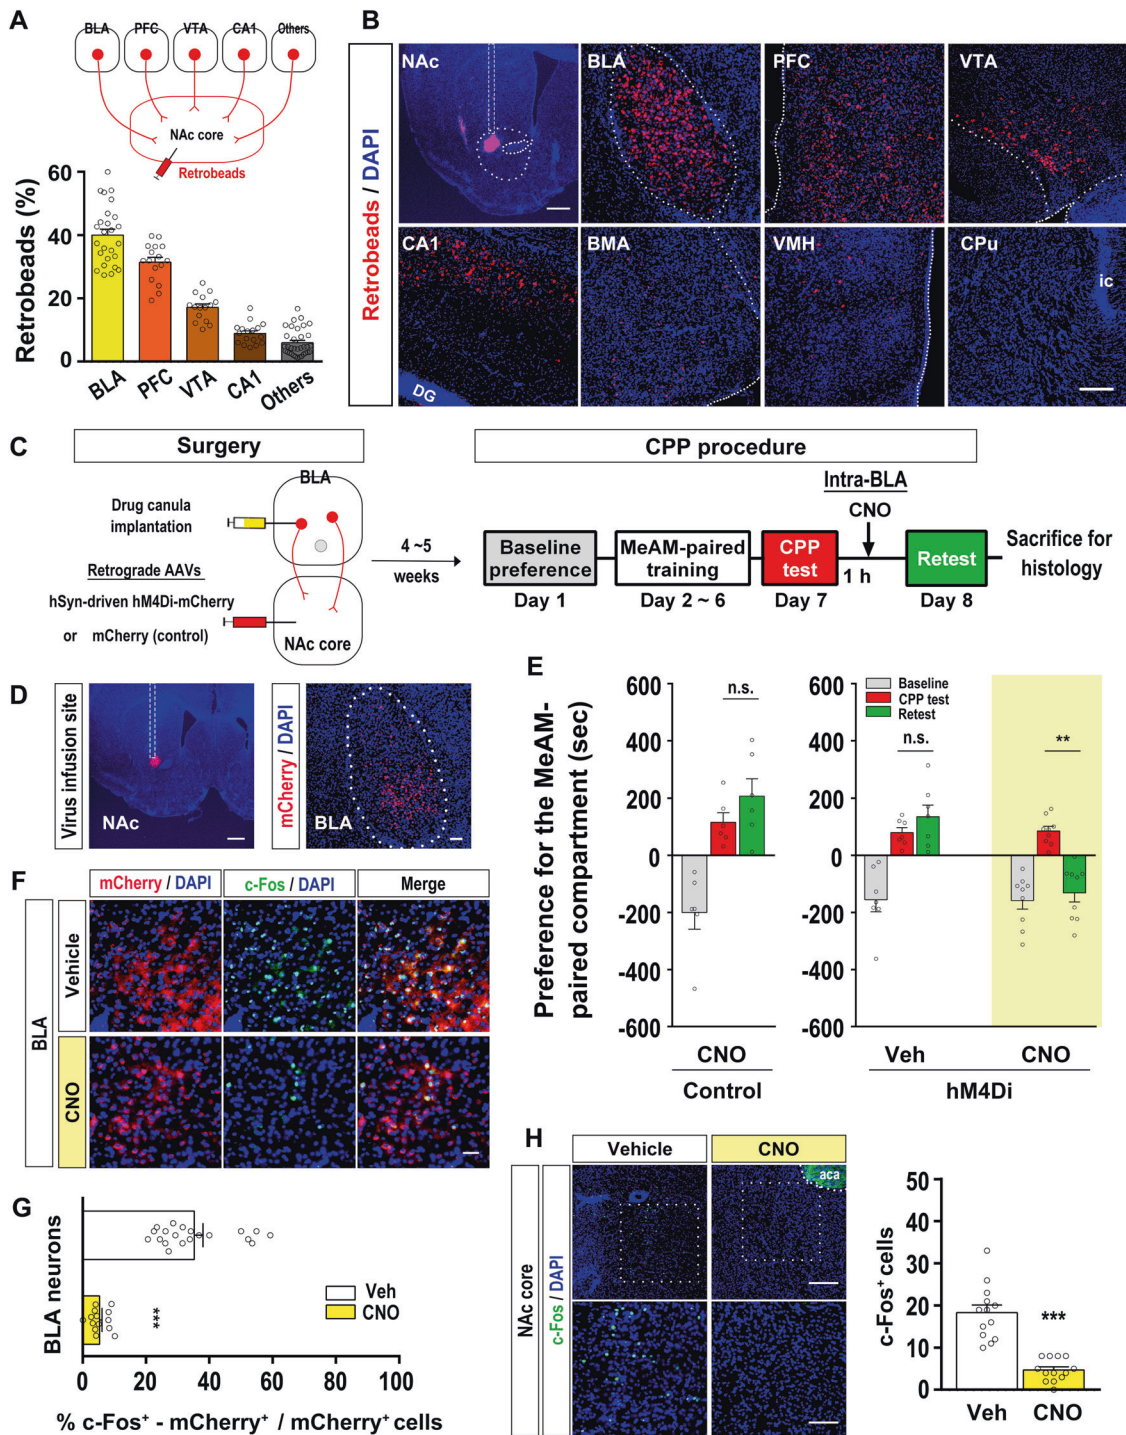 A
BLA
PFC
VTA
CA1
Others
NAc core
Retrobeads
Retrobeads (%)
60
40
20
0
BLA
PFC
VTA
CA1
Others
B
Retrobeads / DAPI
NAc
BLA
PFC
VTA
CA1
DG
BMA
VMH
CPu
ic
C
Surgery
BLA
Drug canula
implantation
Retrograde AAVs
hSyn-driven hM4Di-mCherry
or mCherry (control)
NAc core
4 ~5
weeks
CPP procedure
Intra-BLA
CNO
Baseline
preference
MeAM-paired
training
CPP
test
1 h
Retest
Sacrifice for
histology
Day 1
Day 2 ~ 6
Day 7
Day 8
D
Virus infusion site
NAc
mCherry / DAPI
BLA
E
Preference for the MeAM-
paired compartment (sec)
600
400
200
0
-200
-400
-600
n.s.
CNO
Control
600
400
200
0
-200
-400
-600
Baseline
CPP test
Retest
n.s.
**
Veh
CNO
hM4Di
F
mCherry / DAPI
c-Fos / DAPI
Merge
BLA
Vehicle
CNO
G
BLA neurons
***
Veh
CNO
0
20
40
60
80
100
% c-Fos⁺ - mCherry⁺ / mCherry⁺ cells
H
Vehicle
CNO
NAc core
c-Fos / DAPI
aca
c-Fos⁺ cells
50
40
30
20
10
0
***
Veh
CNO